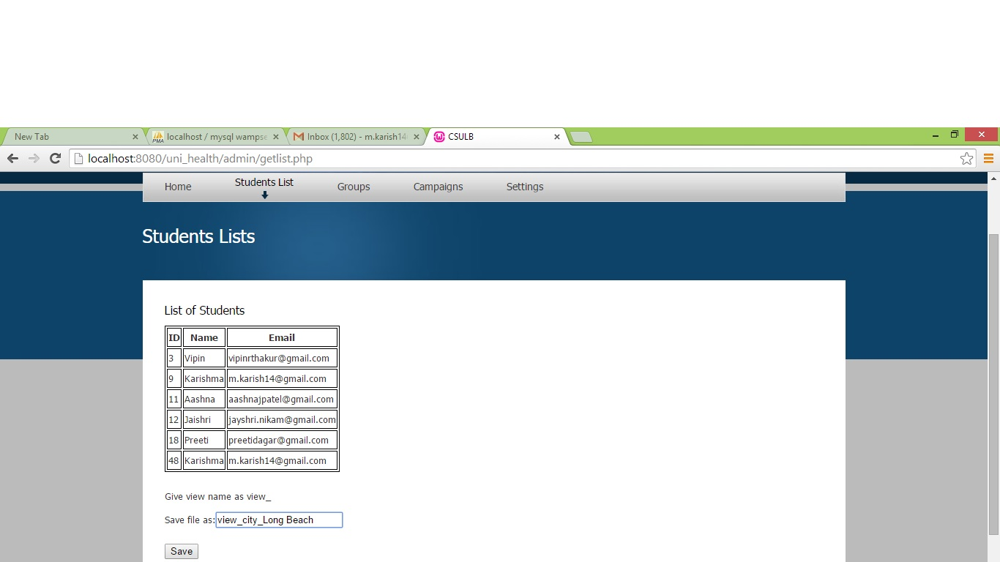 New Tab
PMA localhost / mysql wampse
Inbox (1,802) - m.karish14
CSULB
localhost:8080/uni_health/admin/getlist.php
Home Students List Groups Campaigns Settings
Students Lists
List of Students
ID Name Email
3 Vipin vipinrthakur@gmail.com
9 Karishma m.karish14@gmail.com
11 Aashna aashnajpatel@gmail.com
12 Jaishri jayshri.nikam@gmail.com
18 Preeti preetidagar@gmail.com
48 Karishma m.karish14@gmail.com
Give view name as view_
Save file as: view_city_Long Beach
Save